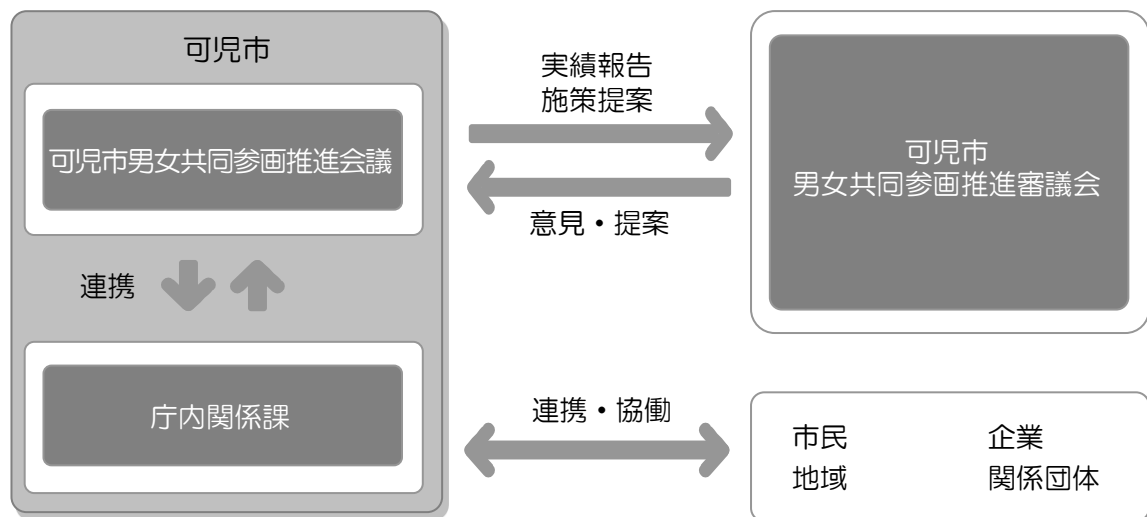 可児市
可児市男女共同参画推進会議
連携
庁内関係課
実績報告
施策提案
意見・提案
連携・協働
可児市
男女共同参画推進審議会
市民 企業
地域 関係団体